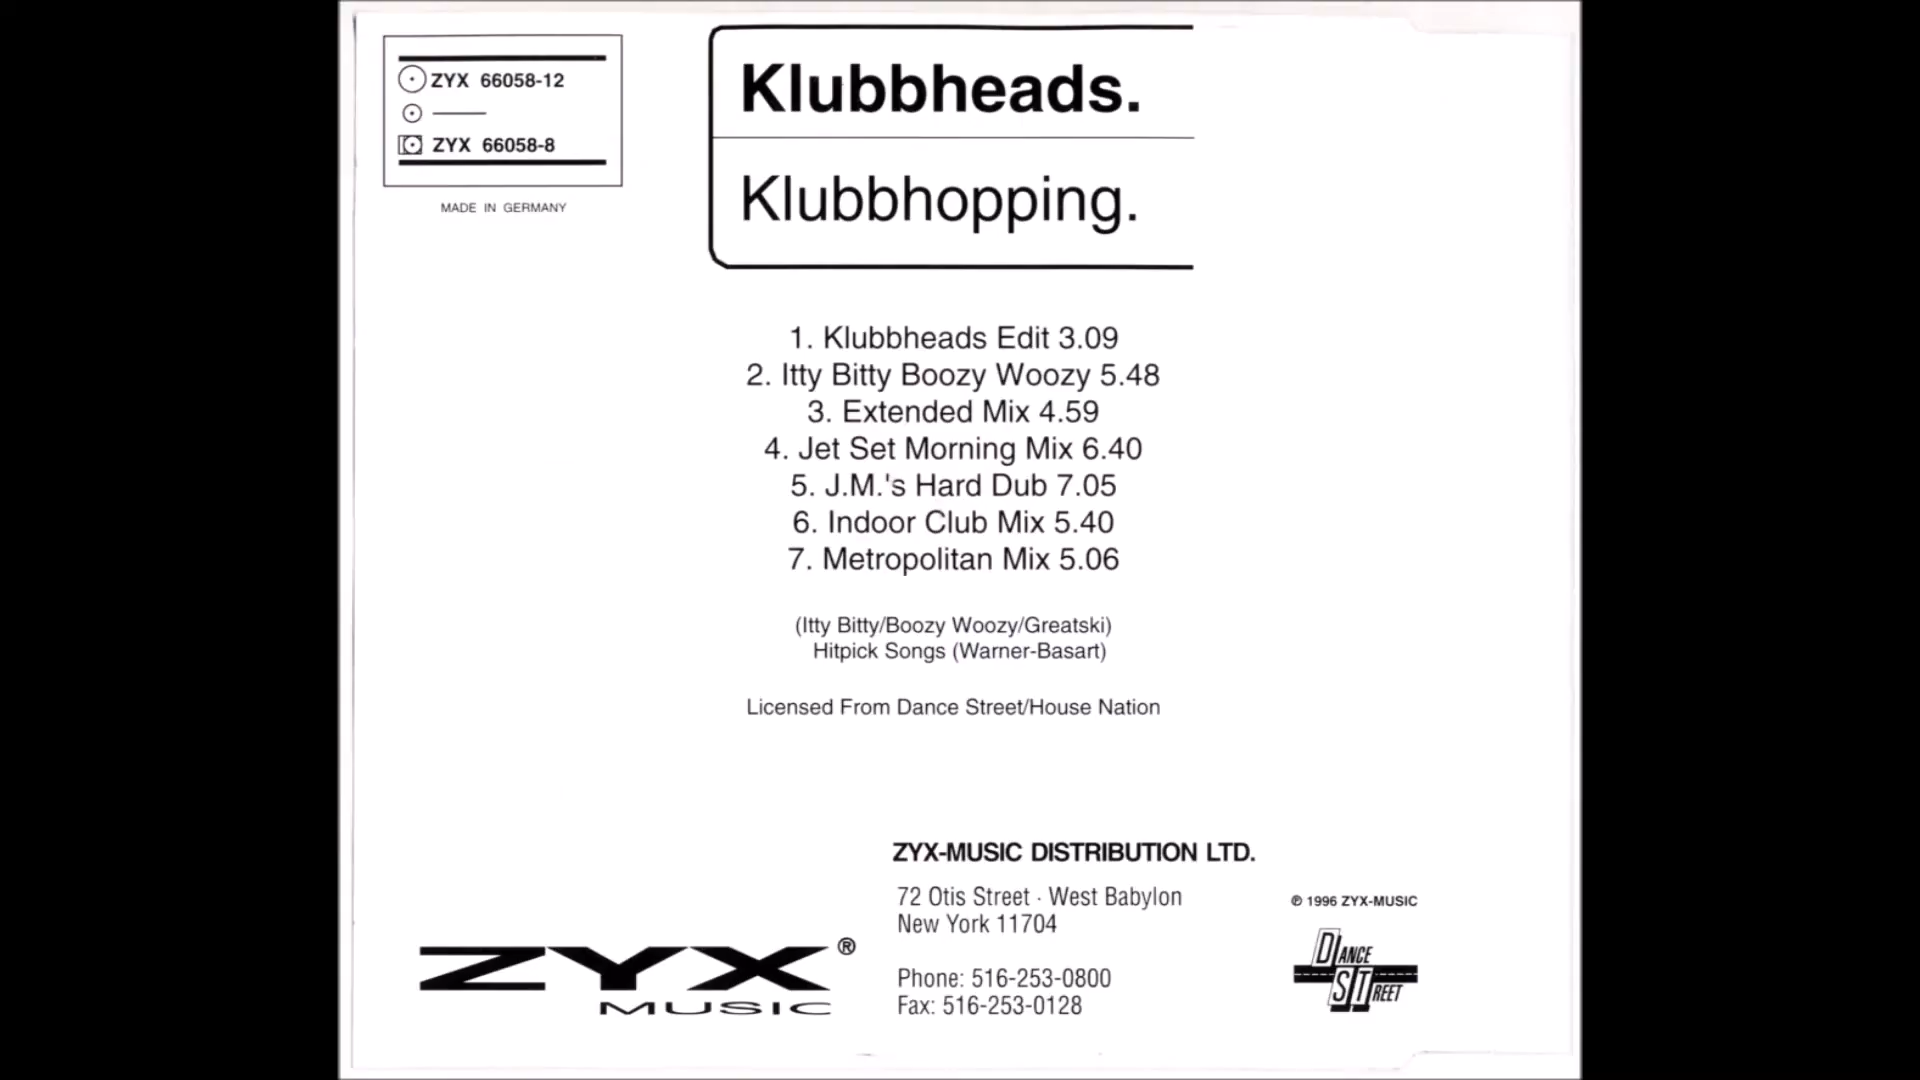 ZYX 66058-12
ZYX 66058-8
MADE IN GERMANY
Klubbheads.
Klubbhopping.
1. Klubbheads Edit 3.09
2. Itty Bitty Boozy Woozy 5.48
3. Extended Mix 4.59
4. Jet Set Morning Mix 6.40
5. J.M.'s Hard Dub 7.05
6. Indoor Club Mix 5.40
7. Metropolitan Mix 5.06
(Itty Bitty/Boozy Woozy/Greatski)
Hitpick Songs (Warner-Basart)
Licensed From Dance Street/House Nation
ZYX-MUSIC DISTRIBUTION LTD.
72 Otis Street · West Babylon
New York 11704
Phone: 516-253-0800
Fax: 516-253-0128
ZYX ®
MUSIC
℗ 1996 ZYX-MUSIC
DANCE
STREET